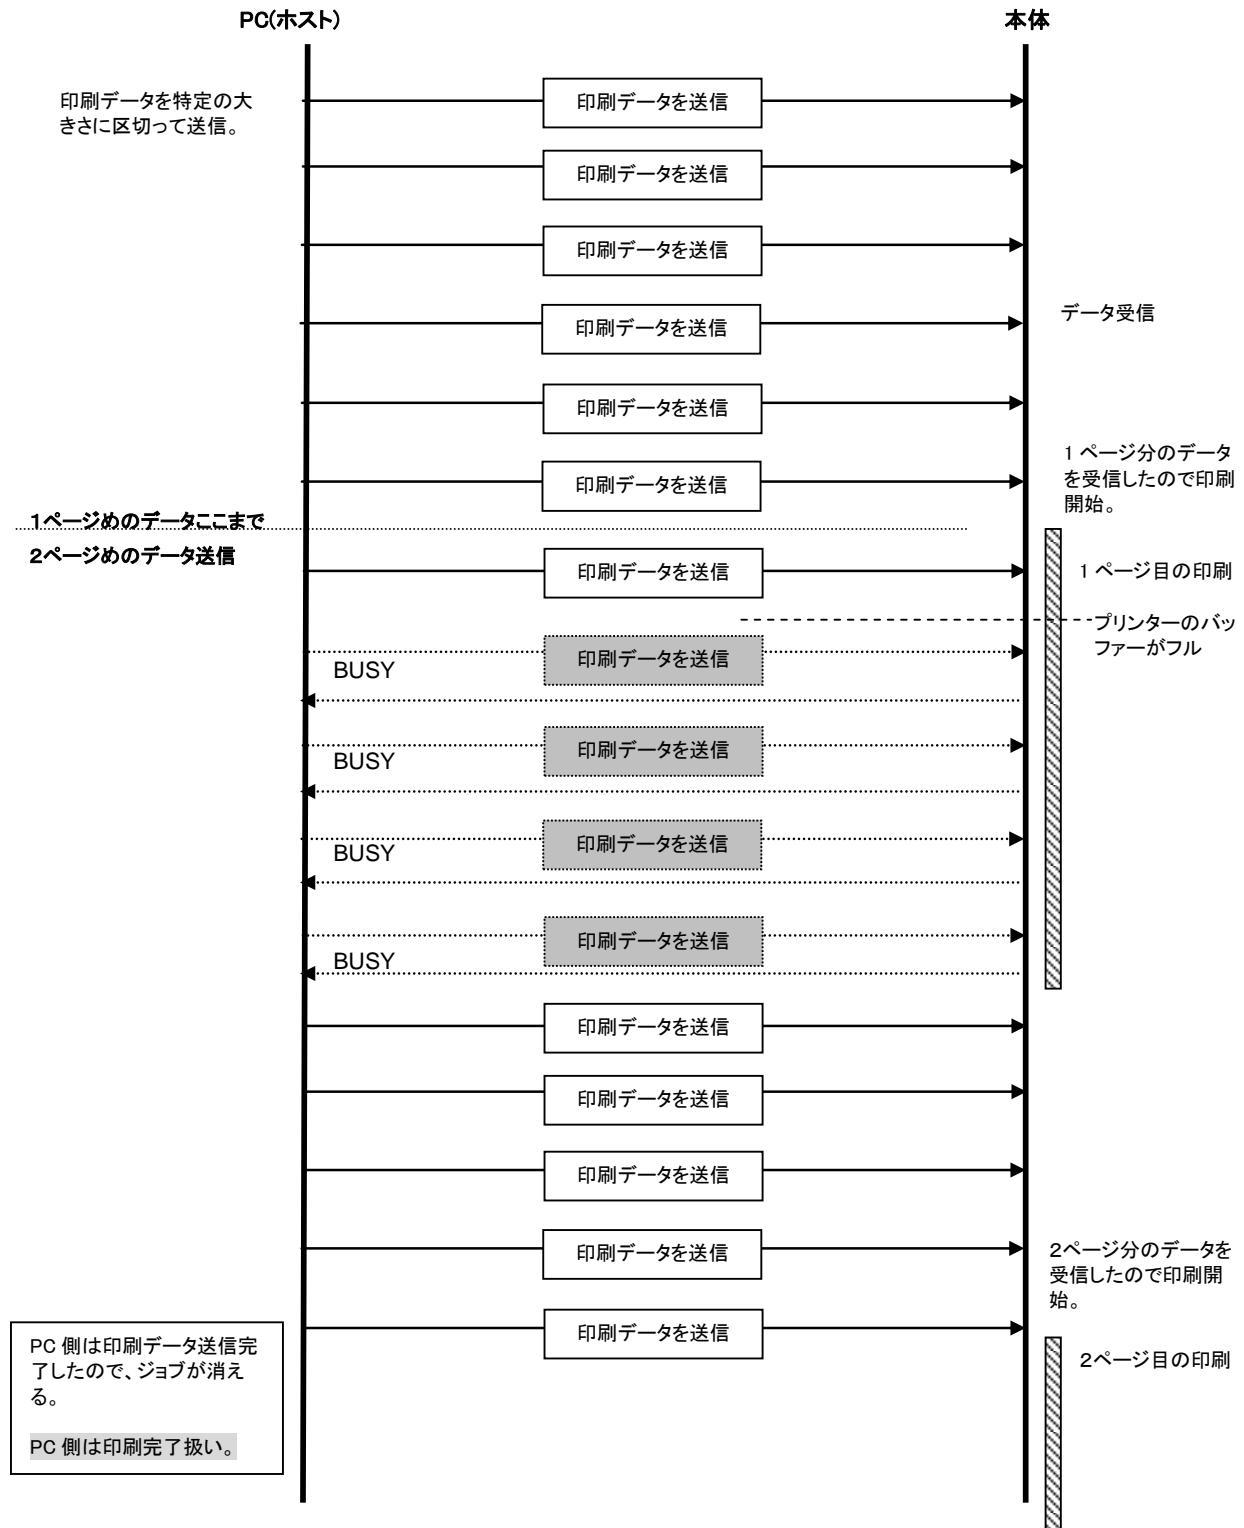 PC(ホスト)
本体
印刷データを特定の大
きさに区切って送信。
印刷データを送信
印刷データを送信
印刷データを送信
印刷データを送信
データ受信
印刷データを送信
1 ページ分のデータ
を受信したので印刷
開始。
印刷データを送信
1ページめのデータここまで
2ページめのデータ送信
印刷データを送信
1 ページ目の印刷
プリンターのバッ
ファーがフル
印刷データを送信
BUSY
印刷データを送信
BUSY
印刷データを送信
BUSY
印刷データを送信
BUSY
印刷データを送信
印刷データを送信
印刷データを送信
印刷データを送信
2ページ分のデータを
受信したので印刷開
始。
印刷データを送信
PC 側は印刷データ送信完
了したので、ジョブが消え
る。
PC 側は印刷完了扱い。
2ページ目の印刷